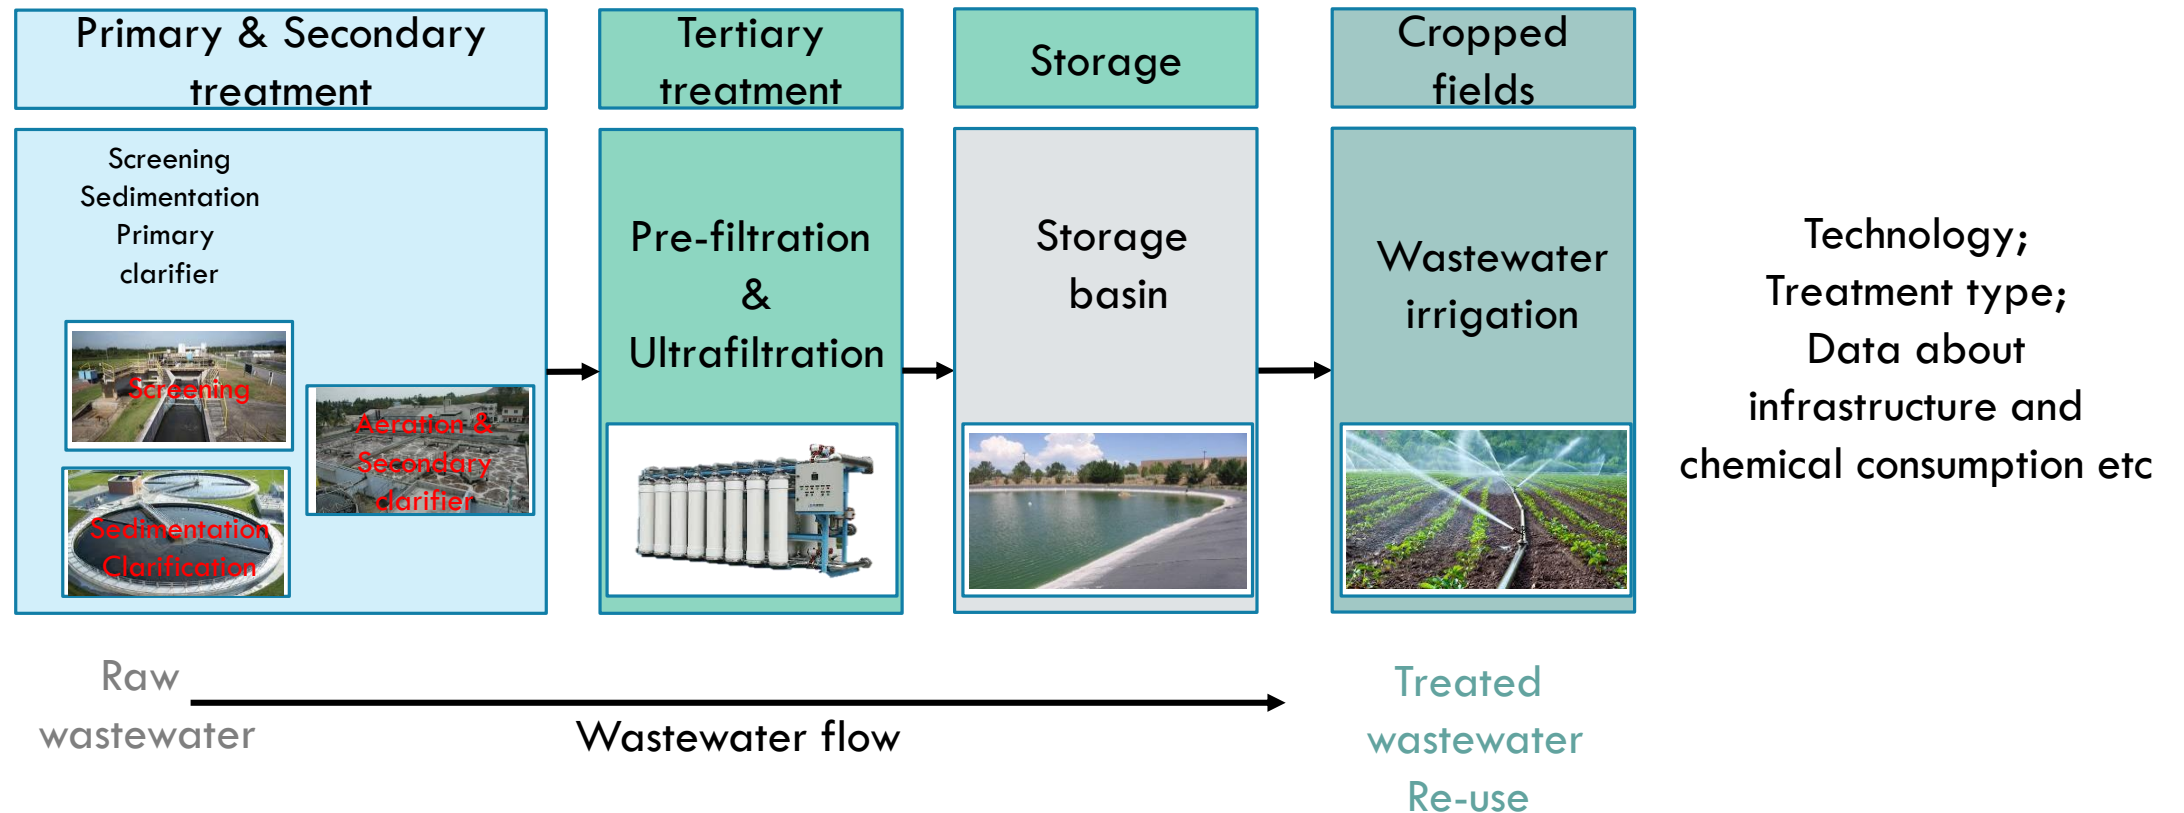 Primary & Secondary
treatment
Tertiary
treatment
Storage
Cropped
fields
Screening
Sedimentation
Primary
clarifier
Screening
Sedimentation
Clarification
Aeration &
Secondary
clarifier
Pre-filtration
&
Ultrafiltration
Storage
basin
Wastewater
irrigation
Technology;
Treatment type;
Data about
infrastructure and
chemical consumption etc
Raw
wastewater
Wastewater flow
Treated
wastewater
Re-use